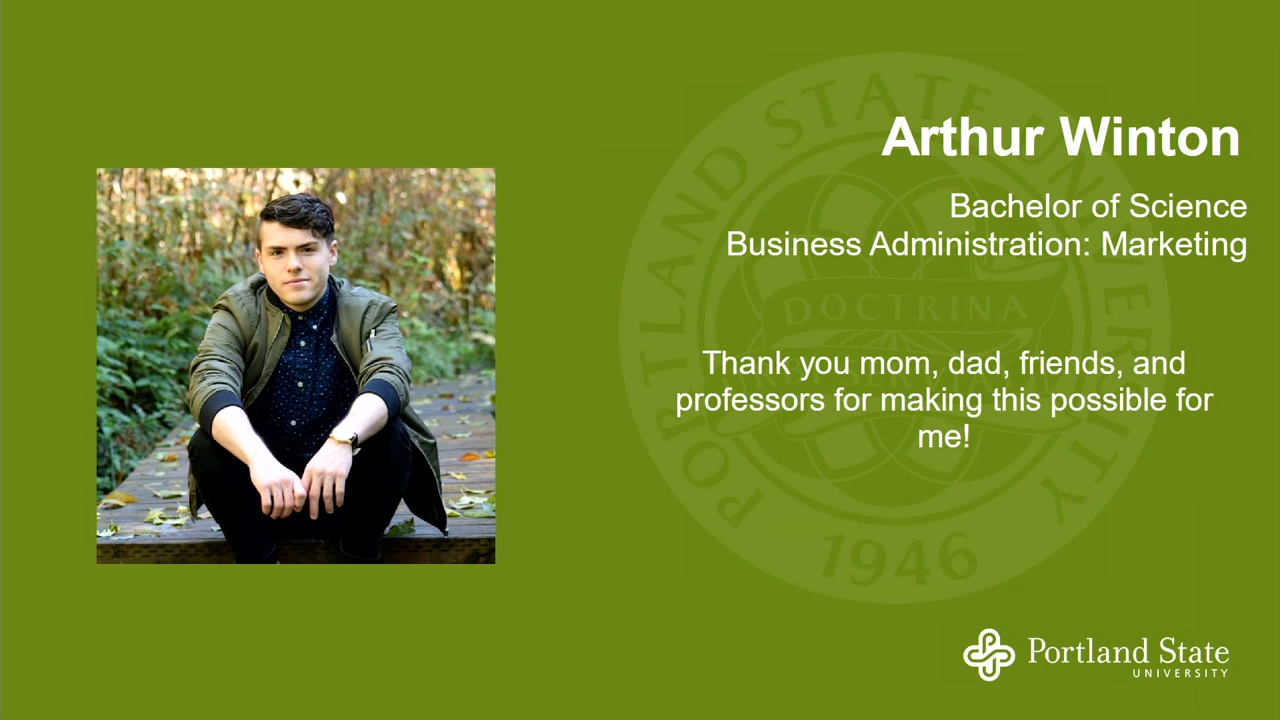 Arthur Winton
Bachelor of Science
Business Administration: Marketing
Thank you mom, dad, friends, and
professors for making this possible for
me!
PORTLAND STATE UNIVERSITY
DOCTRINA
1946
Portland State
UNIVERSITY